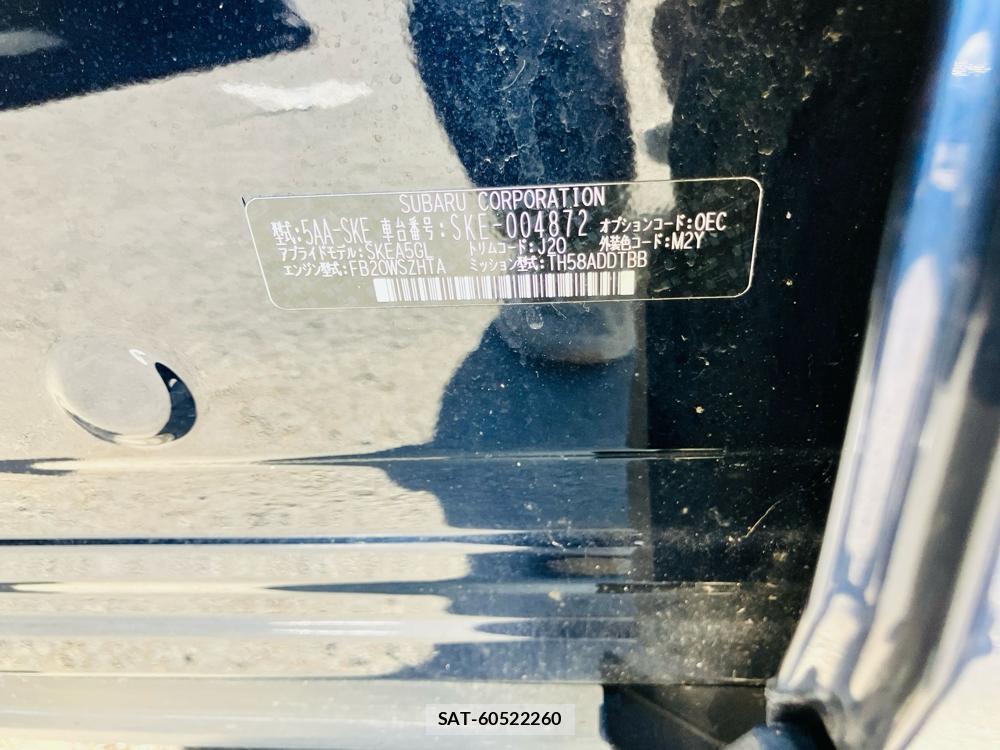 SUBARU CORPORATION
型式:5AA-SKE 車台番号:SKE-004872 オプションコード:OEC
アプライドモデル:SKEA5GL トリムコード:J20 外装色コード:M2Y
エンジン型式:FB20WSZHTA ミッション型式:TH58ADDTBB
SAT-60522260